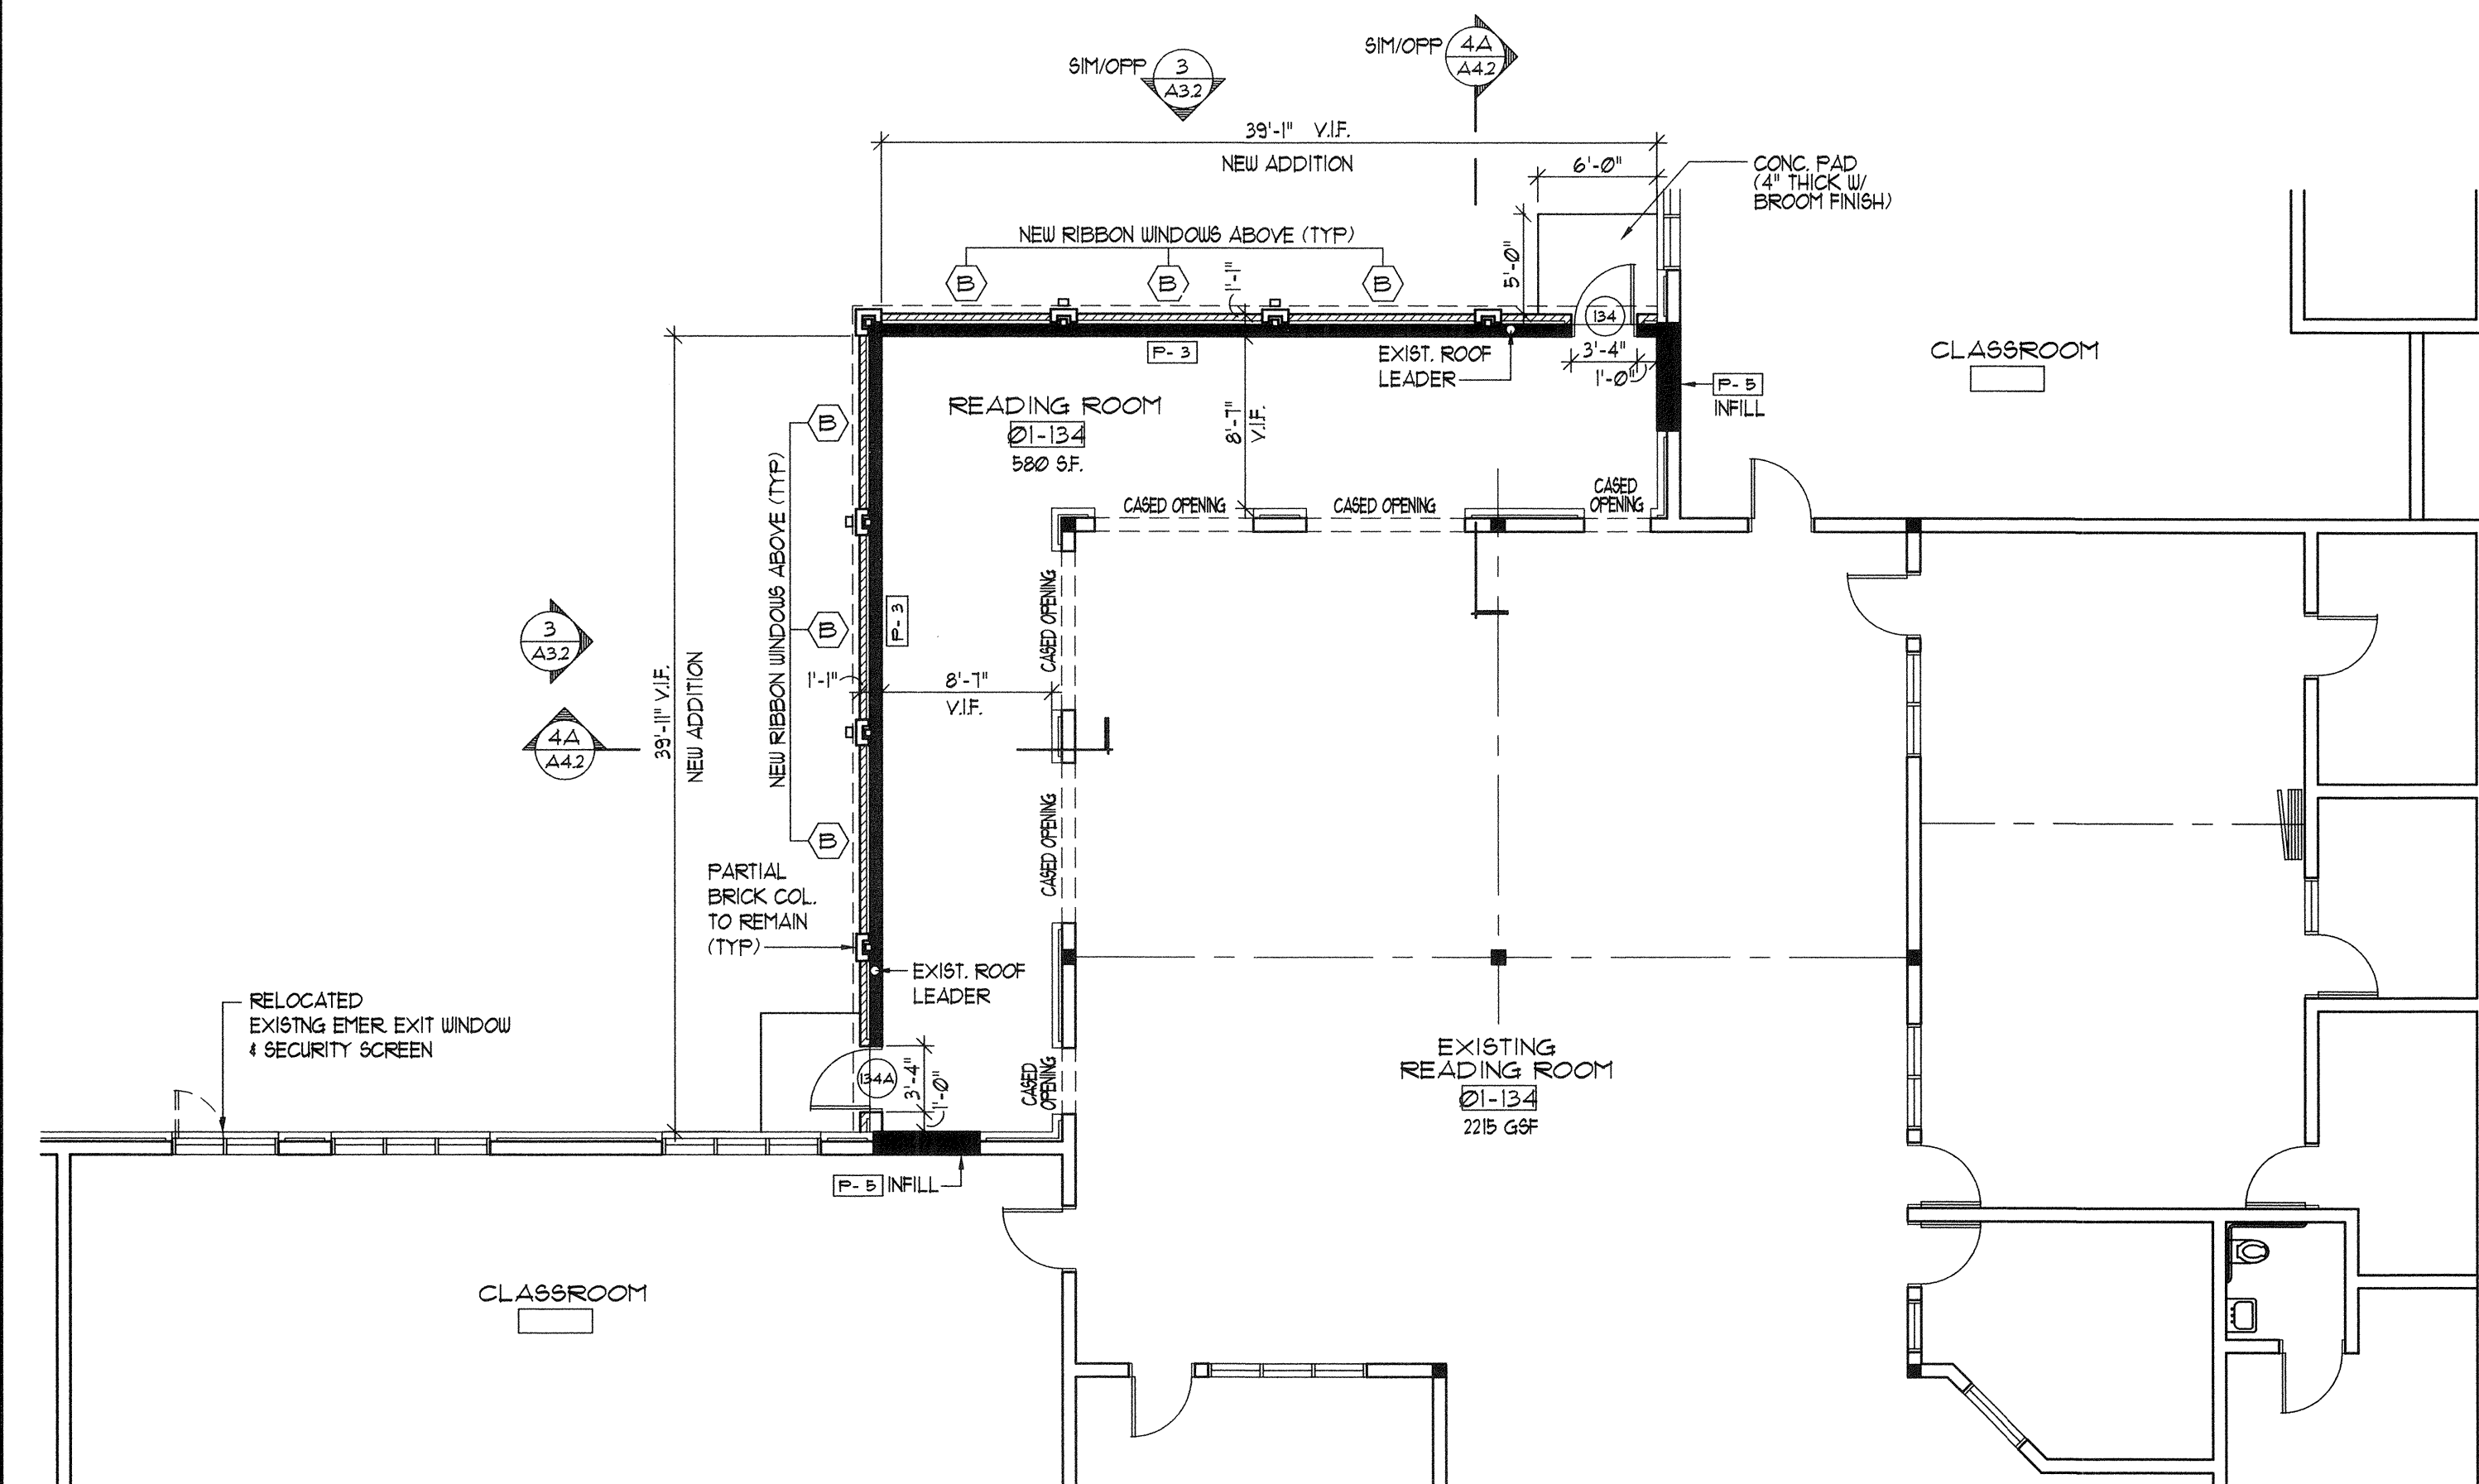 SIM/OPP 3
A3.2
SIM/OPP 4A
A4.2
39'-1" V.I.F.
NEW ADDITION
6'-0"
CONC. PAD
(4" THICK W/
BROOM FINISH)
NEW RIBBON WINDOWS ABOVE (TYP)
B
B
B
1'-1"
5'-0"
134
P-3
EXIST. ROOF
LEADER
3'-4"
1'-0"
P-5
INFILL
CLASSROOM
READING ROOM
01-134
580 S.F.
8'-7"
V.I.F.
CASED OPENING
CASED OPENING
CASED
OPENING
B
B
B
NEW RIBBON WINDOWS ABOVE (TYP)
P-3
CASED OPENING
3
A3.2
4A
A4.2
39'-11" V.I.F.
NEW ADDITION
1'-1"
8'-7"
V.I.F.
CASED OPENING
PARTIAL
BRICK COL.
TO REMAIN
(TYP)
EXIST. ROOF
LEADER
RELOCATED
EXISTNG EMER. EXIT WINDOW
& SECURITY SCREEN
134A
3'-4"
1'-0"
CASED
OPENING
EXISTING
READING ROOM
01-134
2215 GSF
P-5 INFILL
CLASSROOM